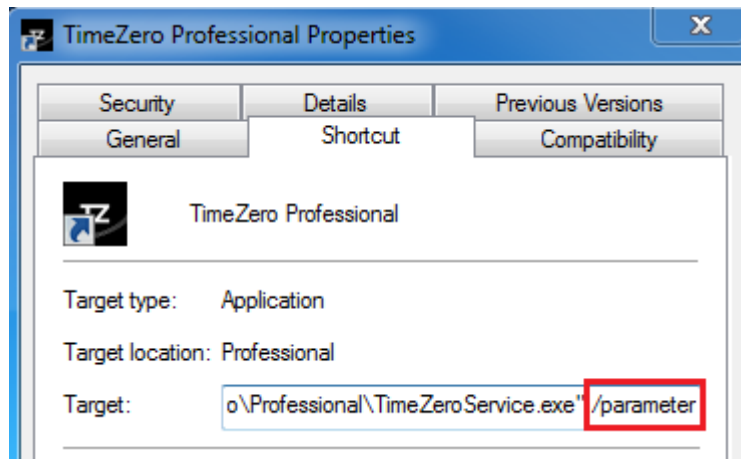 TimeZero Professional Properties
X
Security Details Previous Versions
General Shortcut Compatibility
TZ TimeZero Professional
Target type: Application
Target location: Professional
Target: o\Professional\TimeZeroService.exe" /parameter